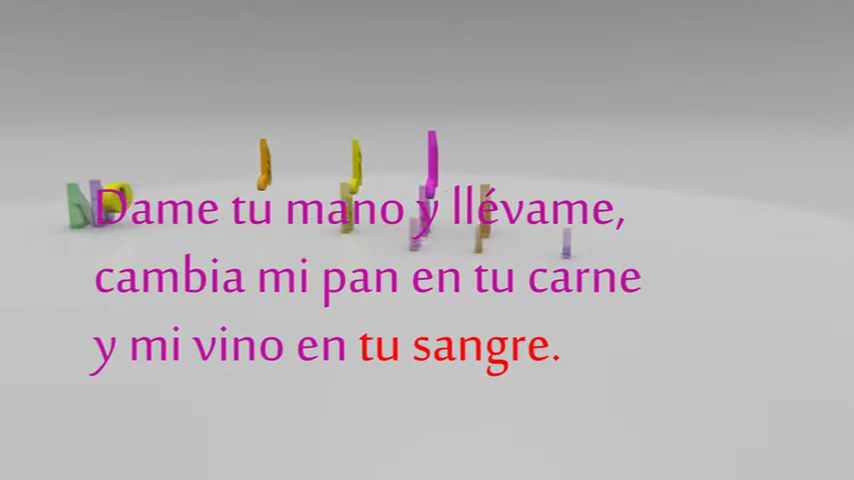 Dame tu mano y llévame,
cambia mi pan en tu carne
y mi vino en tu sangre.